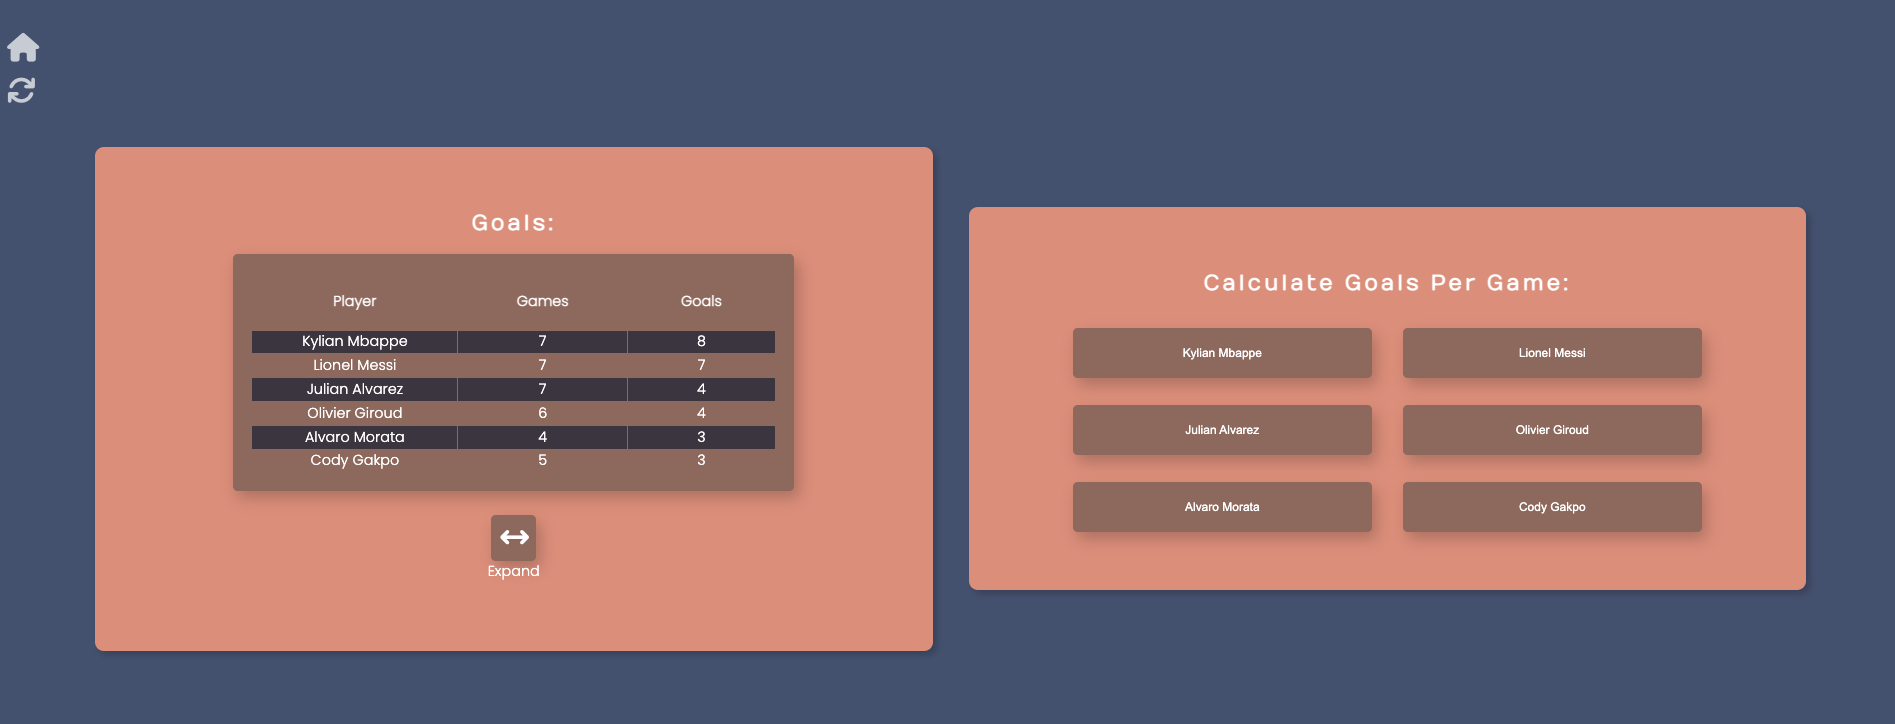 Goals:
Player Games Goals
Kylian Mbappe 7 8
Lionel Messi 7 7
Julian Alvarez 7 4
Olivier Giroud 6 4
Alvaro Morata 4 3
Cody Gakpo 5 3
Expand
Calculate Goals Per Game:
Kylian Mbappe Lionel Messi
Julian Alvarez Olivier Giroud
Alvaro Morata Cody Gakpo